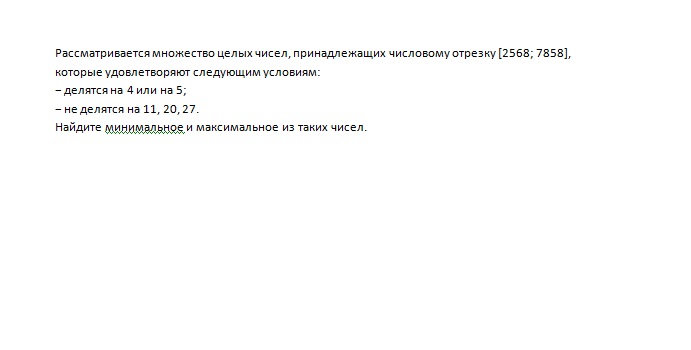 Рассматривается множество целых чисел, принадлежащих числовому отрезку [2568; 7858],
которые удовлетворяют следующим условиям:
− делятся на 4 или на 5;
− не делятся на 11, 20, 27.
Найдите минимальное и максимальное из таких чисел.